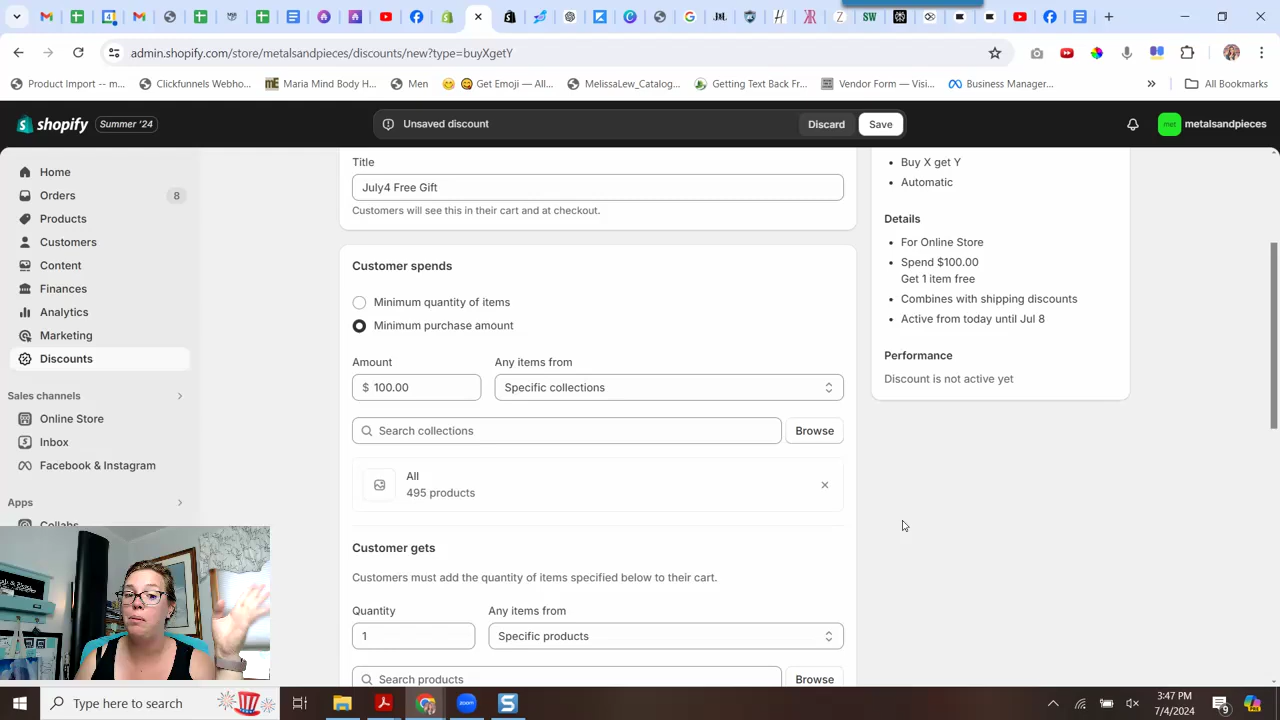 admin.shopify.com/store/metalsandpieces/discounts/new?type=buyXgetY
Product Import -- m...
Clickfunnels Webho...
Maria Mind Body H...
Men
Get Emoji — All...
MelissaLew_Catalog...
Getting Text Back Fr...
Vendor Form — Visi...
Business Manager...
All Bookmarks
shopify
Summer '24
Unsaved discount
Discard
Save
met
metalsandpieces
Home
Orders
8
Products
Customers
Content
Finances
Analytics
Marketing
Discounts
Sales channels
Online Store
Inbox
Facebook & Instagram
Apps
Collabs
Title
July4 Free Gift
Customers will see this in their cart and at checkout.
Customer spends
Minimum quantity of items
Minimum purchase amount
Amount
Any items from
$ 100.00
Specific collections
Search collections
Browse
All
495 products
Customer gets
Customers must add the quantity of items specified below to their cart.
Quantity
Any items from
1
Specific products
Search products
Browse
Buy X get Y
Automatic
Details
For Online Store
Spend $100.00
Get 1 item free
Combines with shipping discounts
Active from today until Jul 8
Performance
Discount is not active yet
Type here to search
zoom
3:47 PM
7/4/2024
9